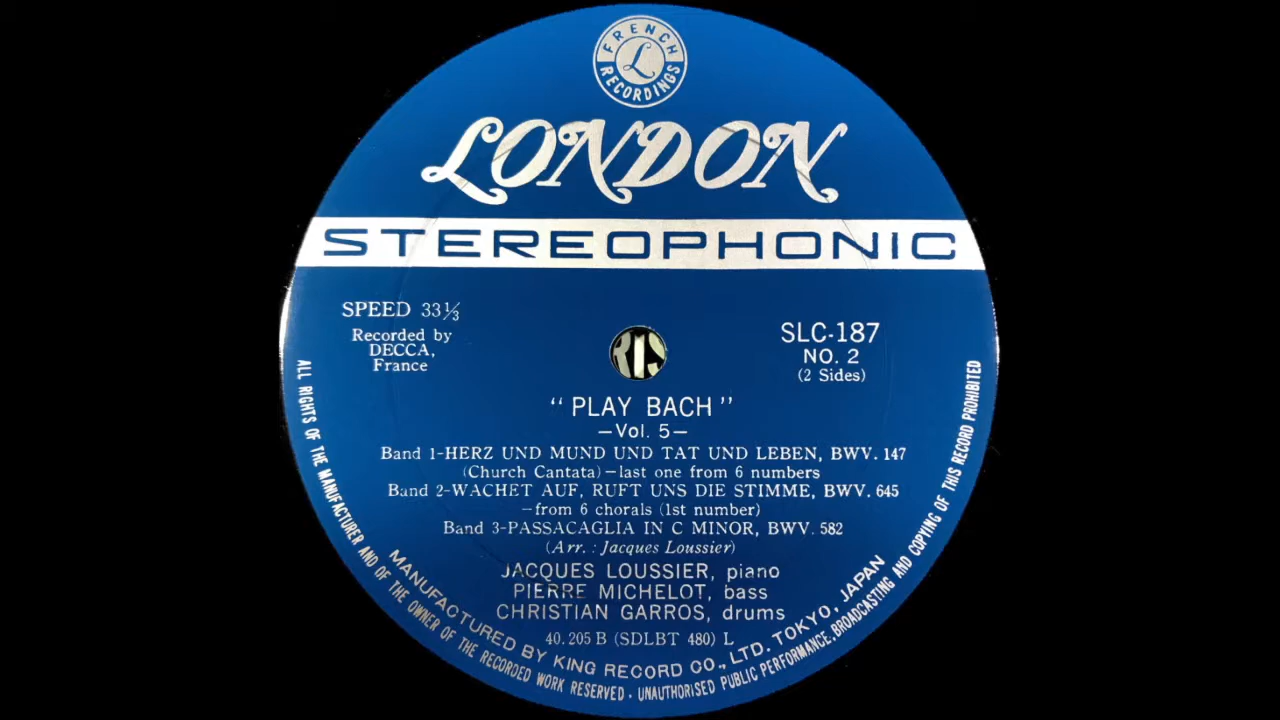 FRENCH RECORDINGS
L
LONDON
STEREOPHONIC
SPEED 33⅓
Recorded by
DECCA,
France
SLC-187
NO. 2
(2 Sides)
RIS
“PLAY BACH”
—Vol. 5—
Band 1-HERZ UND MUND UND TAT UND LEBEN, BWV. 147
(Church Cantata)—last one from 6 numbers
Band 2-WACHET AUF, RUFT UNS DIE STIMME, BWV. 645
—from 6 chorals (1st number)
Band 3-PASSACAGLIA IN C MINOR, BWV. 582
(Arr. : Jacques Loussier)
JACQUES LOUSSIER, piano
PIERRE MICHELOT, bass
CHRISTIAN GARROS, drums
40. 205 B (SDLBT 480) L
MANUFACTURED BY KING RECORD CO., LTD. TOKYO, JAPAN
ALL RIGHTS OF THE MANUFACTURER AND OF THE OWNER OF THE RECORDED WORK RESERVED. UNAUTHORISED PUBLIC PERFORMANCE, BROADCASTING AND COPYING OF THIS RECORD PROHIBITED